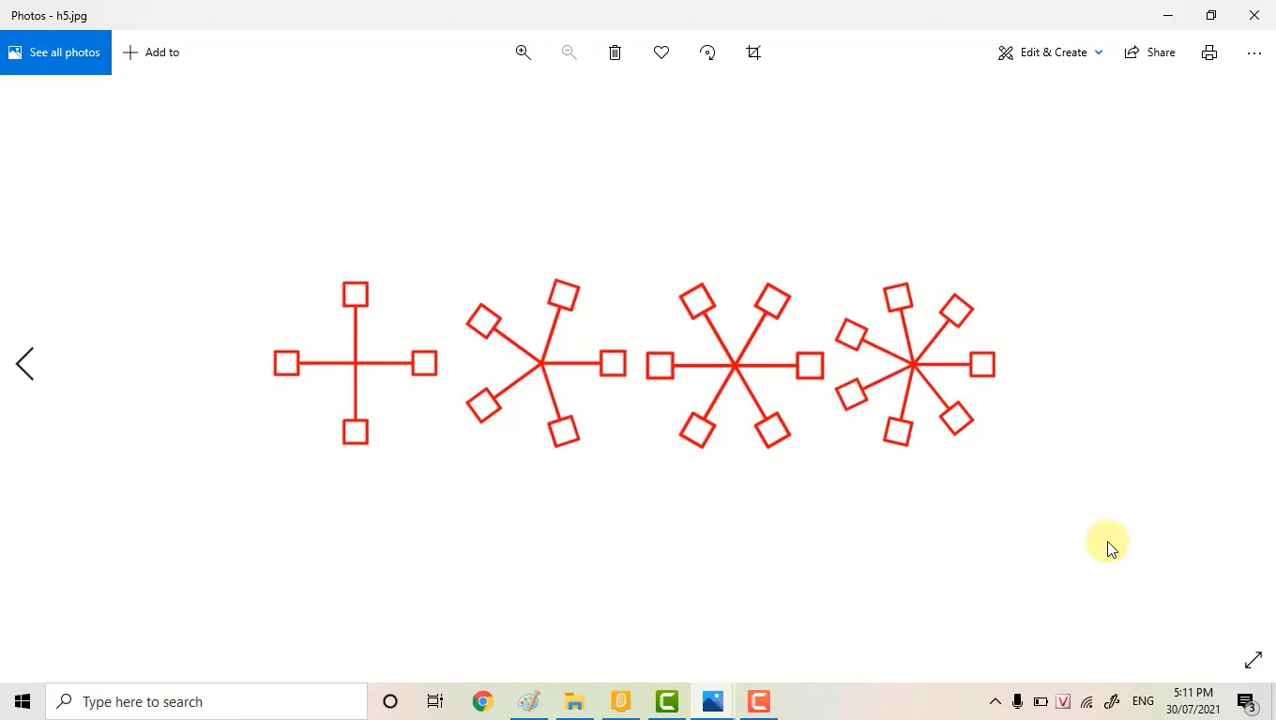 Photos - h5.jpg
See all photos
Add to
Edit & Create
Share
Type here to search
ENG
5:11 PM
30/07/2021
3